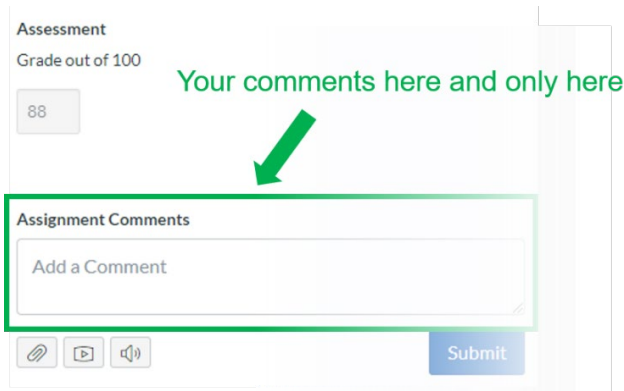 Assessment
Grade out of 100
Your comments here and only here
88
Assignment Comments
Add a Comment
Submit